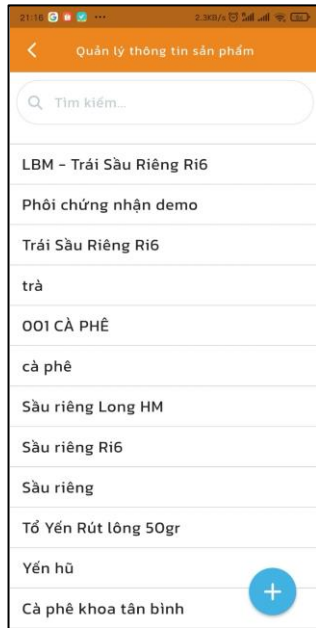 21:16 ... 2.3KB/s
Quản lý thông tin sản phẩm
Tìm kiếm...
LBM - Trái Sầu Riêng Ri6
Phôi chứng nhận demo
Trái Sầu Riêng Ri6
trà
001 CÀ PHÊ
cà phê
Sầu riêng Long HM
Sầu riêng Ri6
Sầu riêng
Tổ Yến Rút lông 50gr
Yến hũ
Cà phê khoa tân bình